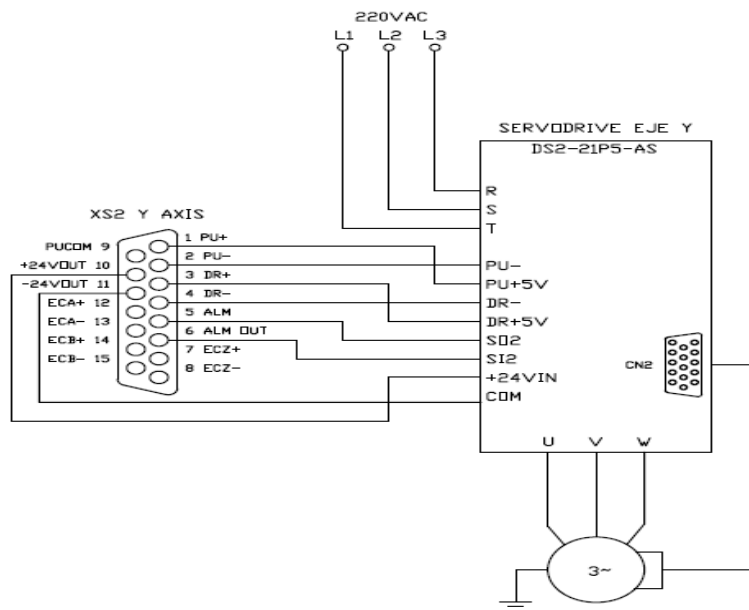 220VAC
L1 L2 L3
SERVODRIVE EJE Y
DS2-21P5-AS
R
S
T
PU-
PU+5V
DR-
DR+5V
SO2
SI2
+24VIN
COM
CN2
U V W
XS2 Y AXIS
PUCOM 9
+24VOUT 10
-24VOUT 11
ECA+ 12
ECA- 13
ECB+ 14
ECB- 15
1 PU+
2 PU-
3 DR+
4 DR-
5 ALM
6 ALM OUT
7 ECZ+
8 ECZ-
3~